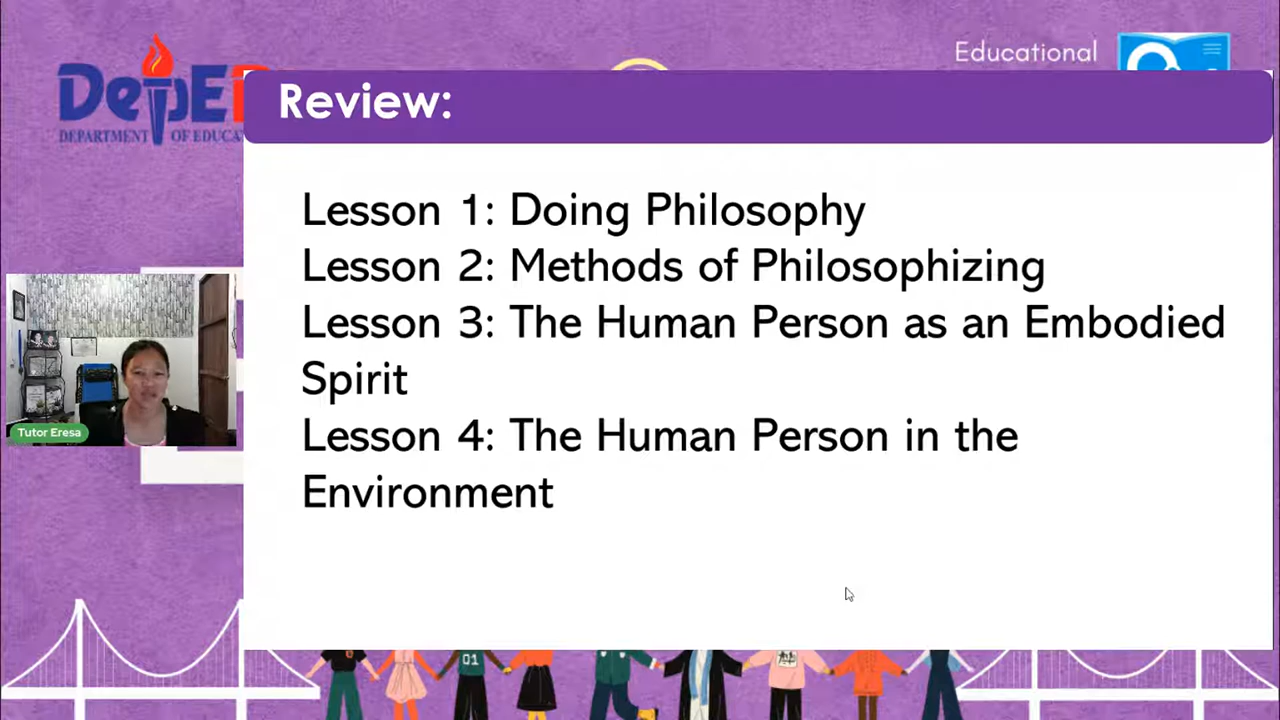 DepE
DEPARTMENT OF EDUCA
Educational
Review:
Lesson 1: Doing Philosophy
Lesson 2: Methods of Philosophizing
Lesson 3: The Human Person as an Embodied
Spirit
Lesson 4: The Human Person in the
Environment
Tutor Eresa
01